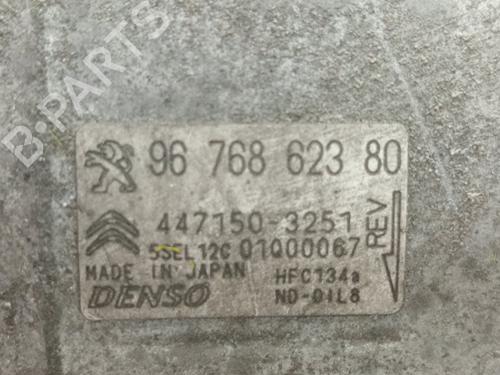 B-PARTS
96 768 623 80
447150-3251
5SEL12C 01Q00067
REV
MADE IN JAPAN
HFC134a
DENSO
ND-OIL8